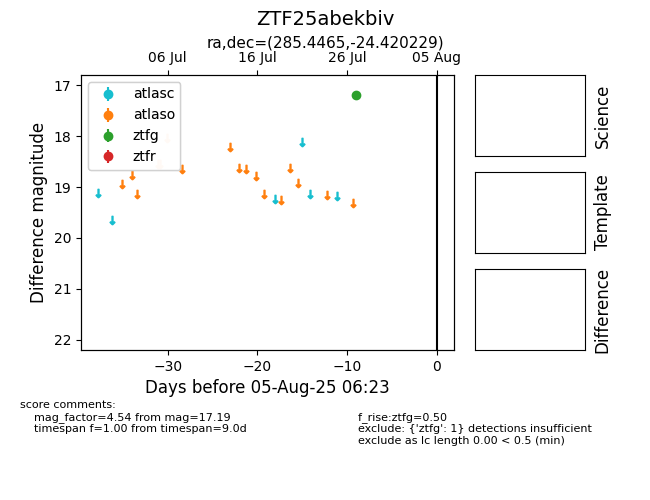 ZTF25abekbiv
ra,dec=(285.4465,-24.420229)
06 Jul 16 Jul 26 Jul 05 Aug
atlasc
atlaso
ztfg
ztfr
17
18
19
20
21
22
Difference magnitude
−30 −20 −10 0
Days before 05-Aug-25 06:23
Science
Template
Difference
score comments:
mag_factor=4.54 from mag=17.19
timespan f=1.00 from timespan=9.0d
f_rise:ztfg=0.50
exclude: {'ztfg': 1} detections insufficient
exclude as lc length 0.00 < 0.5 (min)